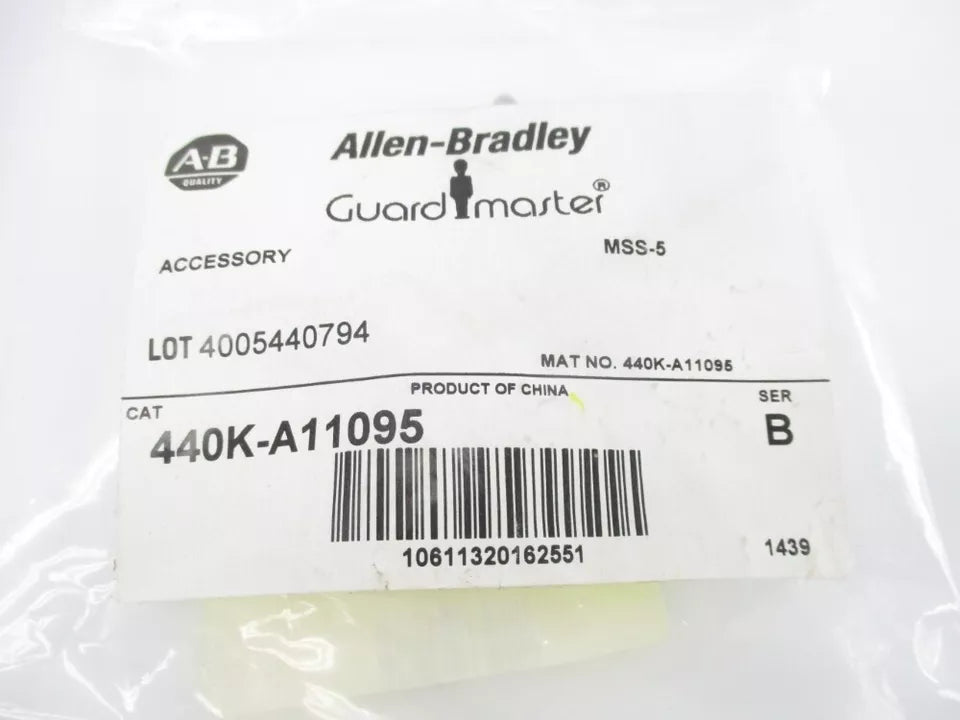 A-B
QUALITY
Allen-Bradley
Guardmaster®
ACCESSORY
MSS-5
LOT 4005440794
MAT NO. 440K-A11095
PRODUCT OF CHINA
CAT
440K-A11095
SER
B
10611320162551
1439